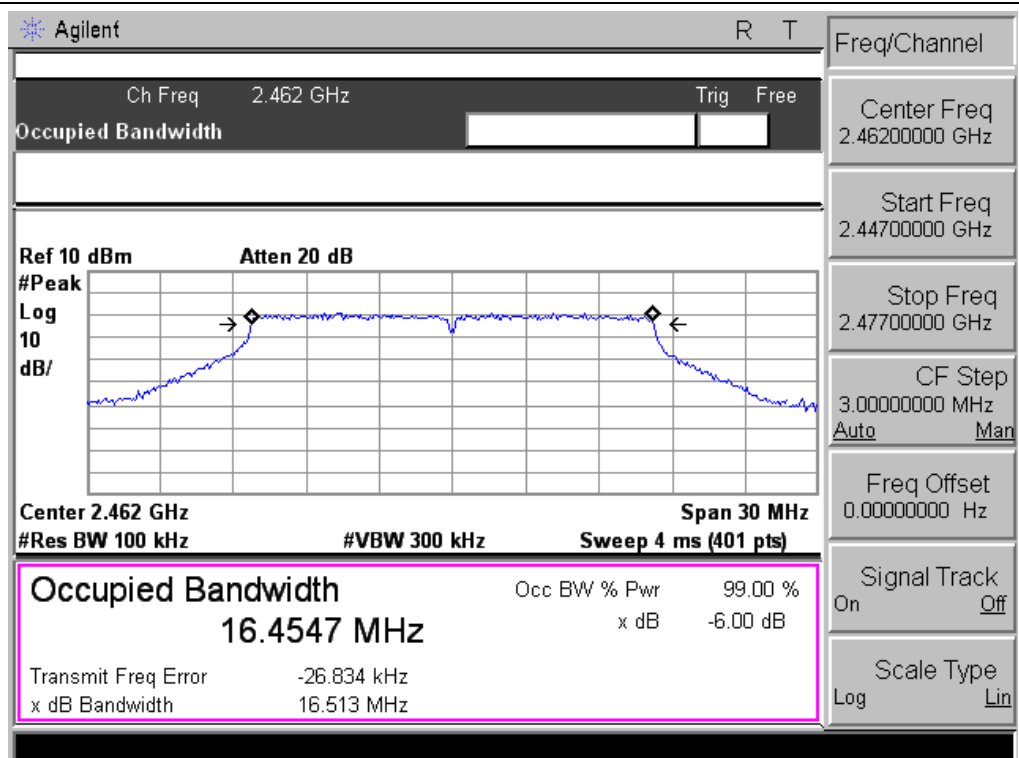 Agilent R T
Freq/Channel
Ch Freq 2.462 GHz Trig Free
Occupied Bandwidth
Center Freq
2.46200000 GHz
Start Freq
2.44700000 GHz
Stop Freq
2.47700000 GHz
CF Step
3.00000000 MHz
Auto Man
Freq Offset
0.00000000 Hz
Signal Track
On Off
Scale Type
Log Lin
Ref 10 dBm Atten 20 dB
#Peak
Log
10
dB/
Center 2.462 GHz Span 30 MHz
#Res BW 100 kHz #VBW 300 kHz Sweep 4 ms (401 pts)
Occupied Bandwidth Occ BW % Pwr 99.00 %
16.4547 MHz x dB -6.00 dB
Transmit Freq Error -26.834 kHz
x dB Bandwidth 16.513 MHz